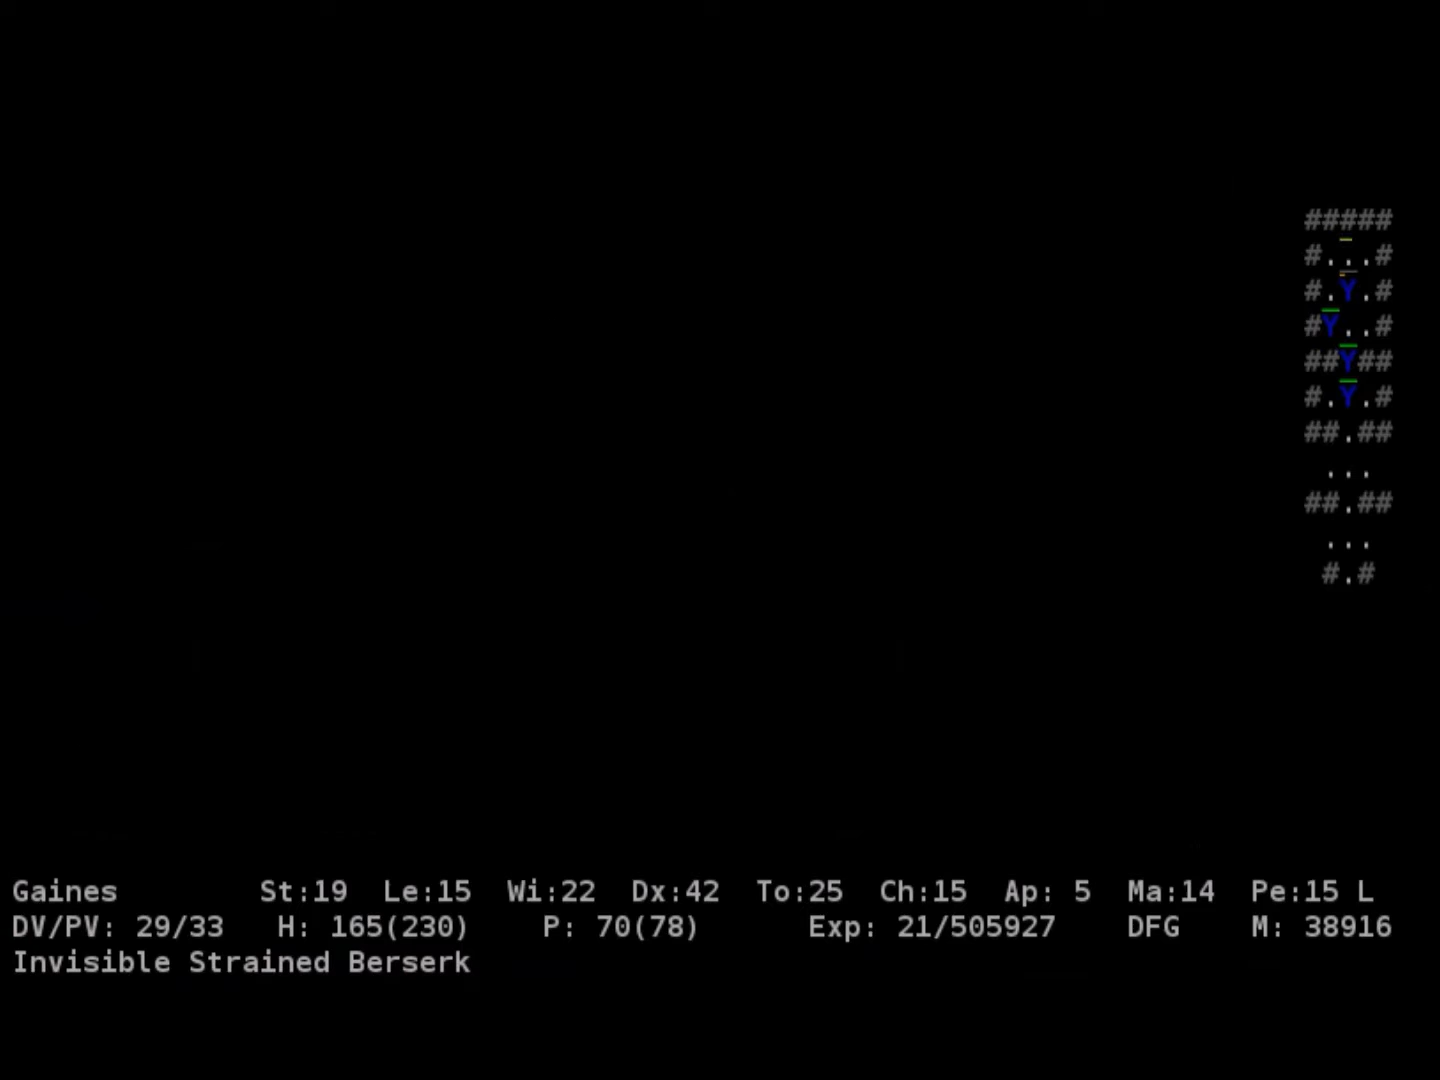 #####
#...#
#.Y.#
#Y..#
##Y##
#.Y.#
##.##
...
##.##
...
#.#
Gaines St:19 Le:15 Wi:22 Dx:42 To:25 Ch:15 Ap: 5 Ma:14 Pe:15 L
DV/PV: 29/33 H: 165(230) P: 70(78) Exp: 21/505927 DFG M: 38916
Invisible Strained Berserk